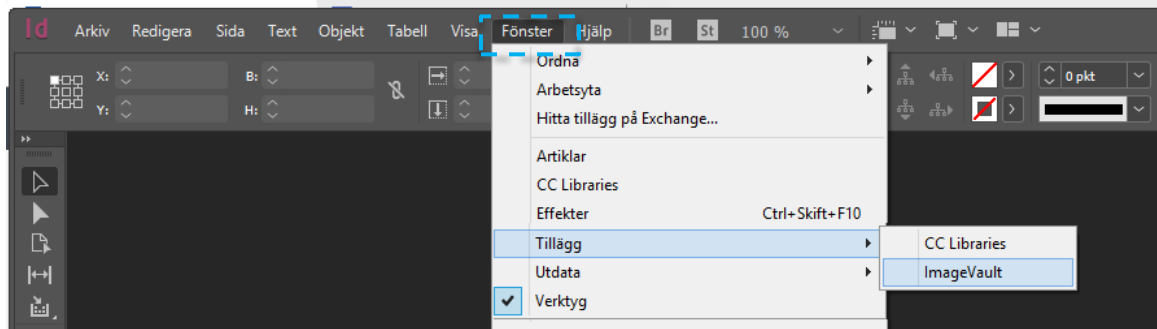 Id Arkiv Redigera Sida Text Objekt Tabell Visa Fönster Hjälp Br St 100 %
X: B:
Y: H:
0 pkt
Ordna
Arbetsyta
Hitta tillägg på Exchange...
Artiklar
CC Libraries
Effekter Ctrl+Skift+F10
Tillägg
CC Libraries
Utdata
ImageVault
Verktyg